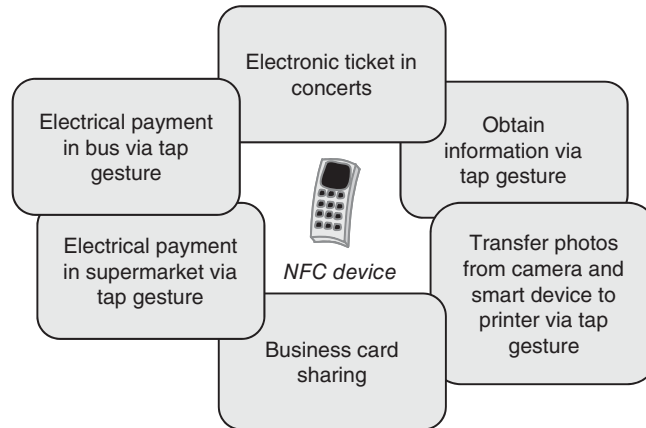 Electronic ticket in
concerts
Electrical payment
in bus via tap
gesture
Obtain
information via
tap gesture
Electrical payment
in supermarket via
tap gesture
NFC device
Transfer photos
from camera and
smart device to
printer via tap
gesture
Business card
sharing